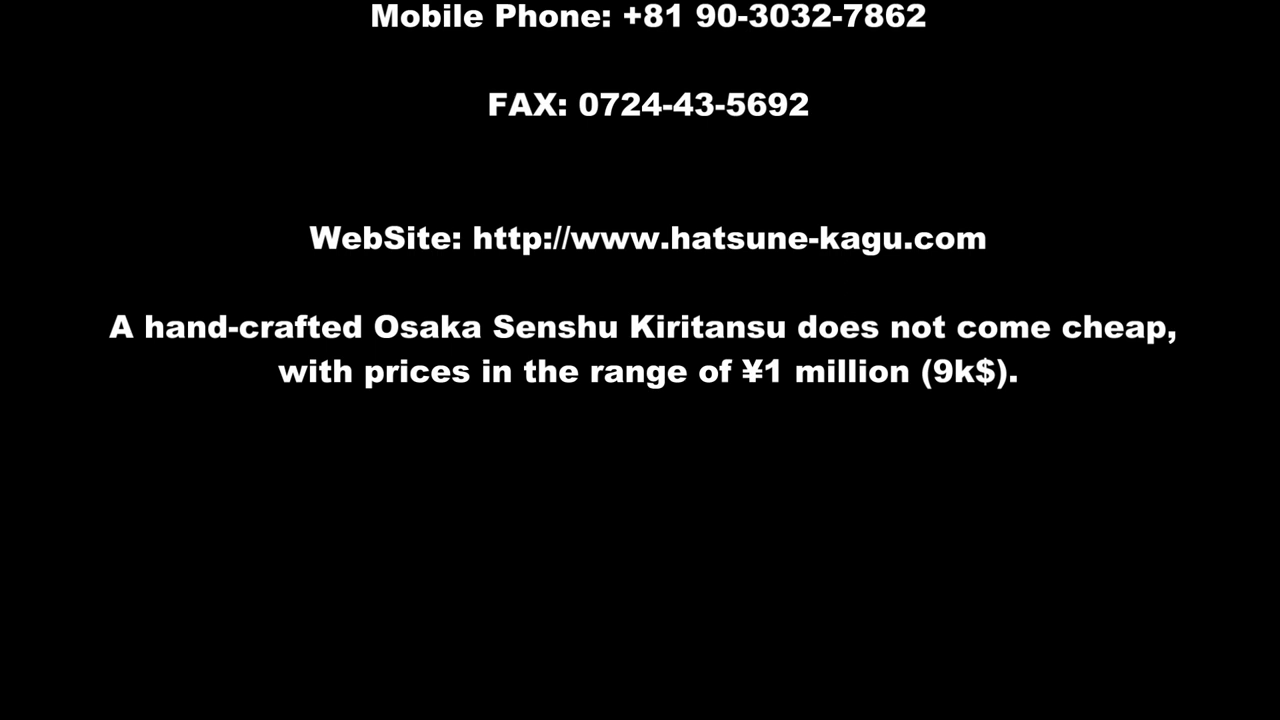 Mobile Phone: +81 90-3032-7862
FAX: 0724-43-5692
WebSite: http://www.hatsune-kagu.com
A hand-crafted Osaka Senshu Kiritansu does not come cheap,
with prices in the range of ¥1 million (9k$).